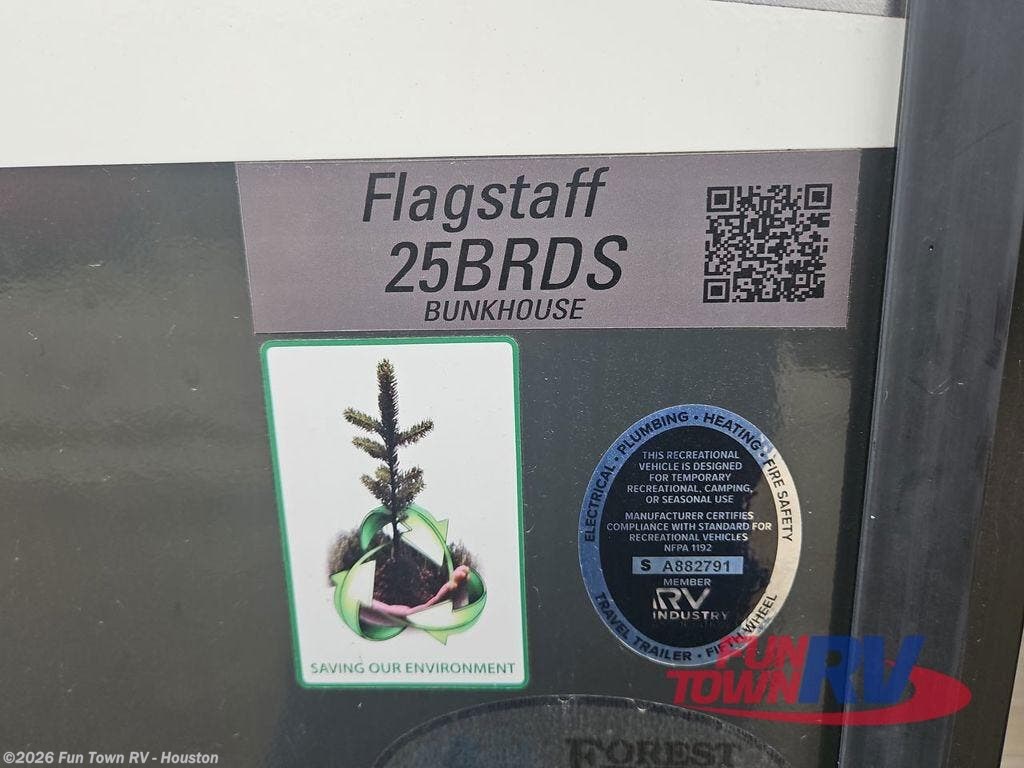 Flagstaff
25BRDS
BUNKHOUSE
SAVING OUR ENVIRONMENT
ELECTRICAL • PLUMBING • HEATING • FIRE SAFETY
THIS RECREATIONAL
VEHICLE IS DESIGNED
FOR TEMPORARY
RECREATIONAL, CAMPING,
OR SEASONAL USE
MANUFACTURER CERTIFIES
COMPLIANCE WITH STANDARD FOR
RECREATIONAL VEHICLES
NFPA 1192
S A882791
MEMBER
RV
INDUSTRY
TRAVEL TRAILER • FIFTH WHEEL
FUN
TOWN RV
FOREST
©2026 Fun Town RV - Houston